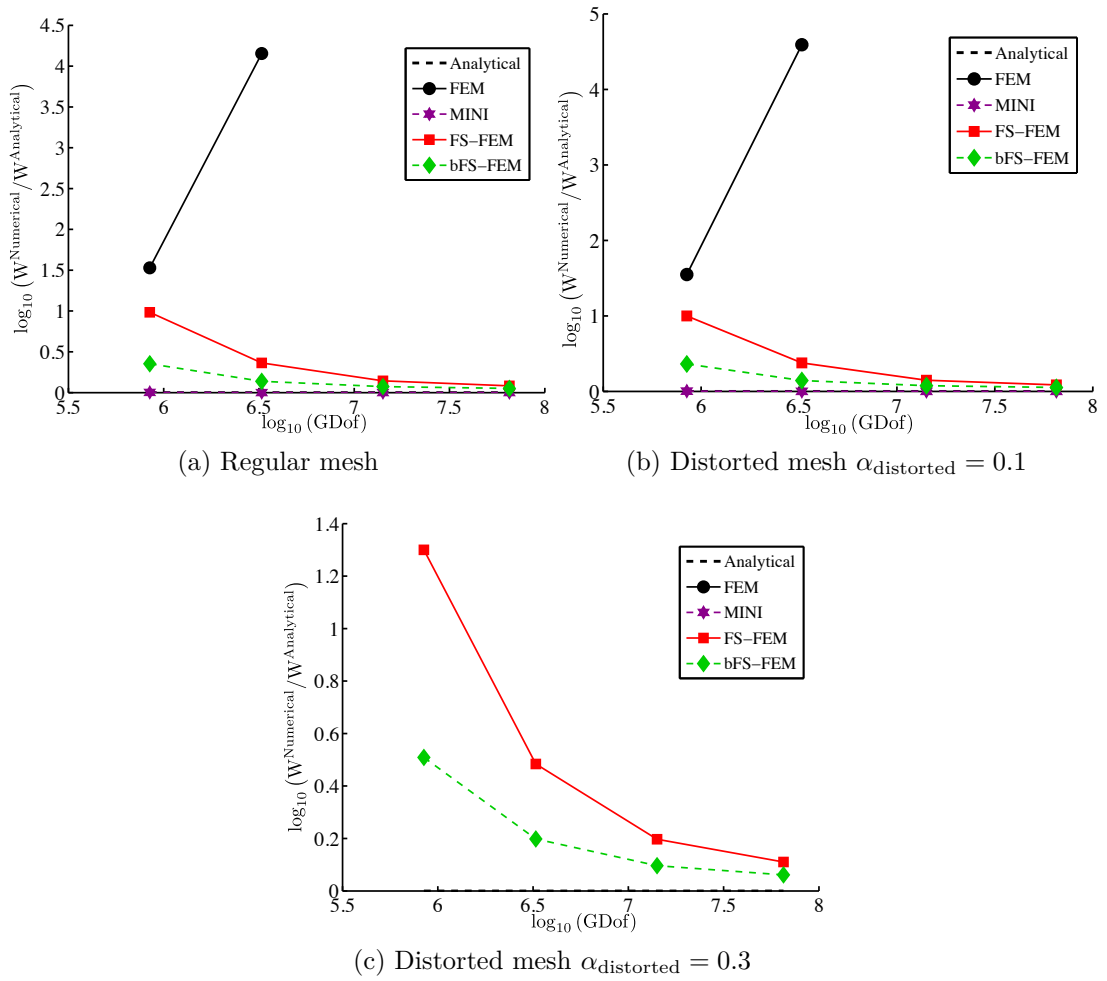 4.5
4
3.5
3
2.5
2
1.5
1
0.5
0
5.5
6
6.5
7
7.5
8
log₁₀ (W^Numerical/W^Analytical)
log₁₀ (GDof)
Analytical
FEM
MINI
FS–FEM
bFS–FEM
(a) Regular mesh
5
4
3
2
1
0
5.5
6
6.5
7
7.5
8
log₁₀ (W^Numerical/W^Analytical)
log₁₀ (GDof)
Analytical
FEM
MINI
FS–FEM
bFS–FEM
(b) Distorted mesh α_distorted = 0.1
1.4
1.2
1
0.8
0.6
0.4
0.2
0
5.5
6
6.5
7
7.5
8
log₁₀ (W^Numerical/W^Analytical)
log₁₀ (GDof)
Analytical
FEM
MINI
FS–FEM
bFS–FEM
(c) Distorted mesh α_distorted = 0.3